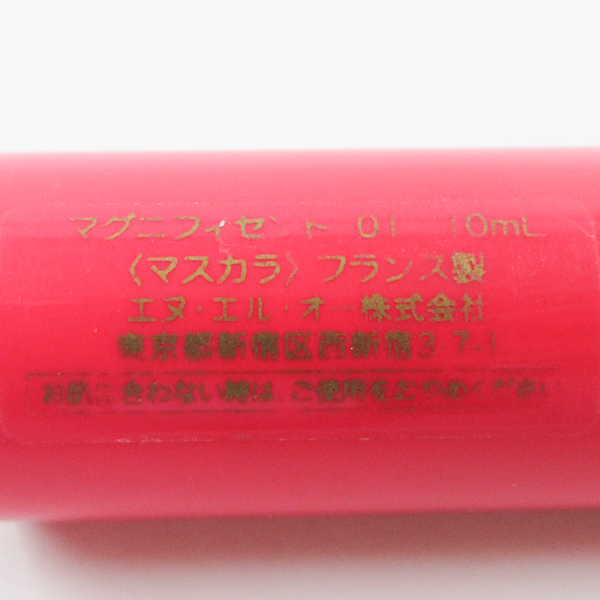 マグニフィセント 01 10mL
〈マスカラ〉フランス製
エヌ・エル・オー株式会社
東京都新宿区西新宿3-7-1
お肌に合わない時は、ご使用をおやめください